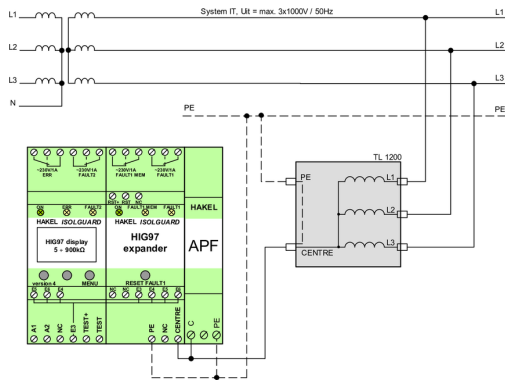 System IT, Uit = max. 3x1000V / 50Hz
L1 L1
L2 L2
L3 L3
N
PE PE
TL 1200
PE
L1
L2
L3
CENTRE
~230V/1A ~230V/1A ~230V/1A ~230V/1A
ERR FAULT2 FAULT1 MEM FAULT1
RST+ RST NC
ON ERR FAULT2 ON FAULT1 MEM FAULT1
HAKEL ISOLGUARD HAKEL ISOLGUARD HAKEL
HIG97 display
5 ÷ 900kΩ
HIG97
expander
APF
version 4 MENU RESET FAULT1
A1 A2 NC E3 TEST+ TEST PE NC CENTRE C PE